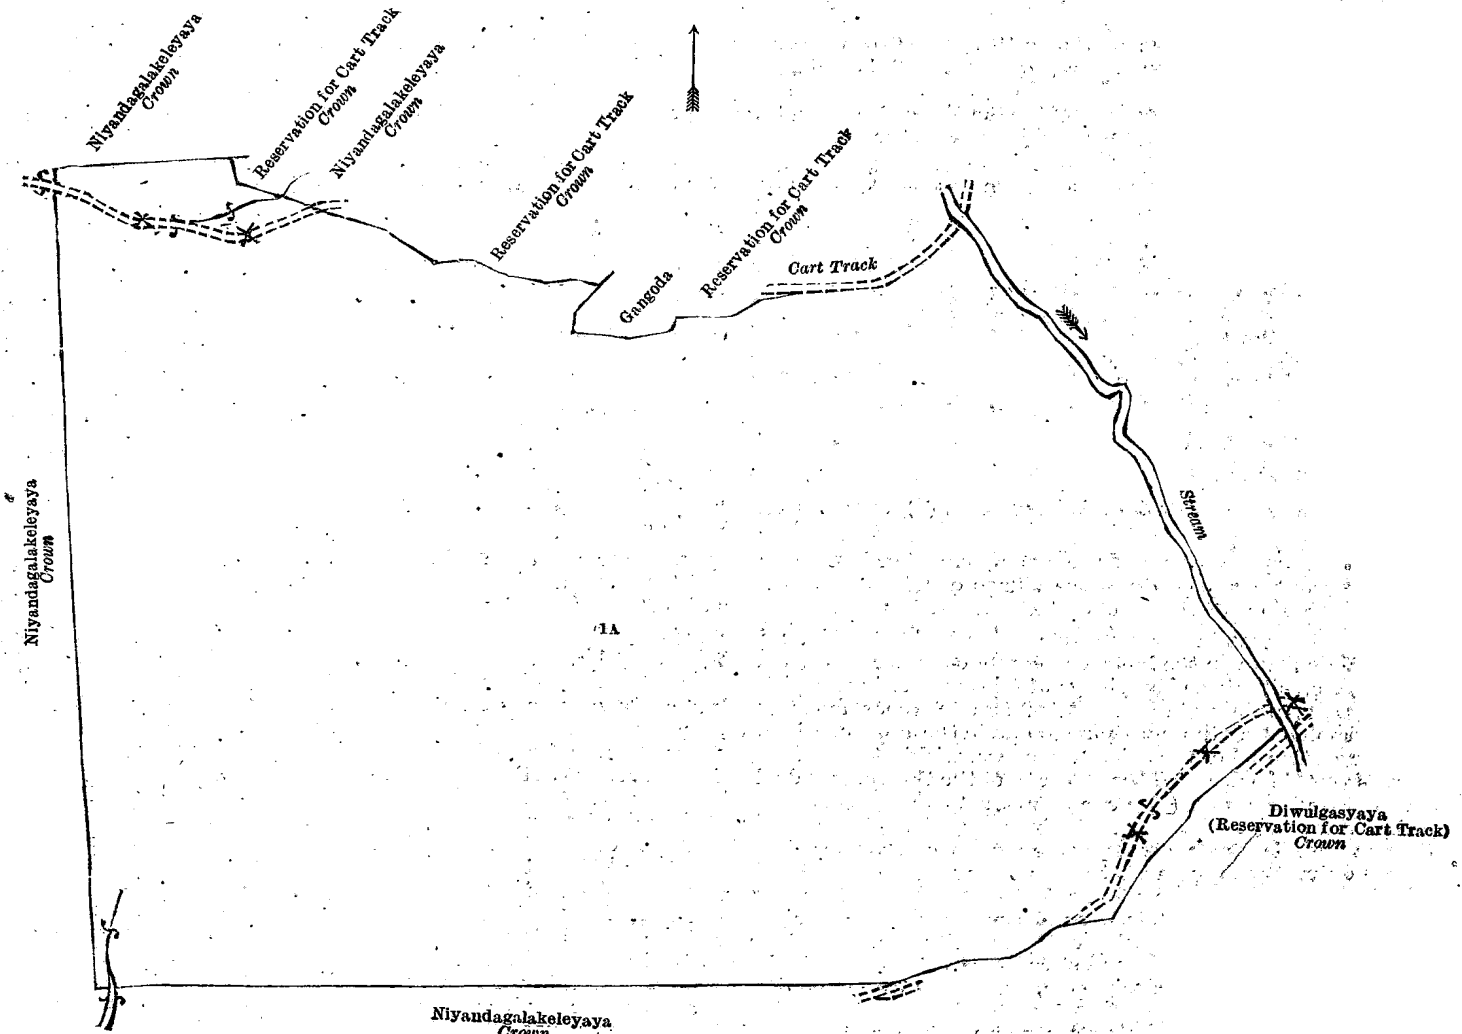 Niyandagalakeleyaya
Crown
Reservation for Cart Track
Crown
Niyandagalakeleyaya
Crown
Reservation for Cart Track
Crown
Gangoda
Reservation for Cart Track
Crown
Cart Track
Stream
Niyandagalakeleyaya
Crown
1A
Diwulgasyaya
(Reservation for Cart Track)
Crown
Niyandagalakeleyaya
Crown